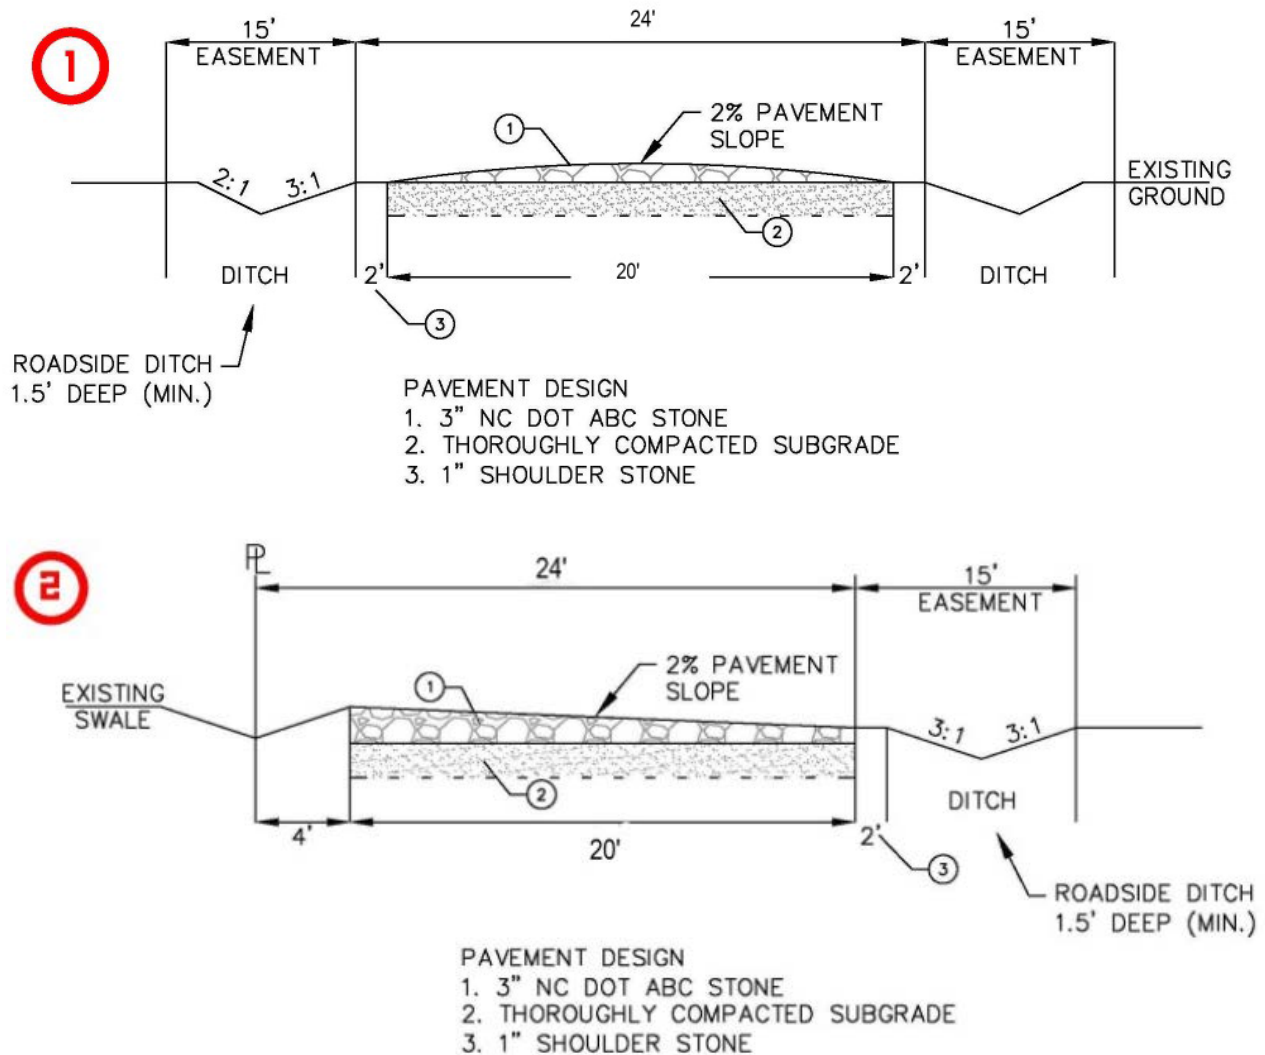 1
15'
EASEMENT
24'
15'
EASEMENT
1
2% PAVEMENT
SLOPE
2:1
3:1
EXISTING
GROUND
2
DITCH
2'
20'
2'
DITCH
3
ROADSIDE DITCH
1.5' DEEP (MIN.)
PAVEMENT DESIGN
1. 3" NC DOT ABC STONE
2. THOROUGHLY COMPACTED SUBGRADE
3. 1" SHOULDER STONE
2
PL
24'
15'
EASEMENT
EXISTING
SWALE
1
2% PAVEMENT
SLOPE
3:1
3:1
2
DITCH
4'
20'
2'
3
ROADSIDE DITCH
1.5' DEEP (MIN.)
PAVEMENT DESIGN
1. 3" NC DOT ABC STONE
2. THOROUGHLY COMPACTED SUBGRADE
3. 1" SHOULDER STONE